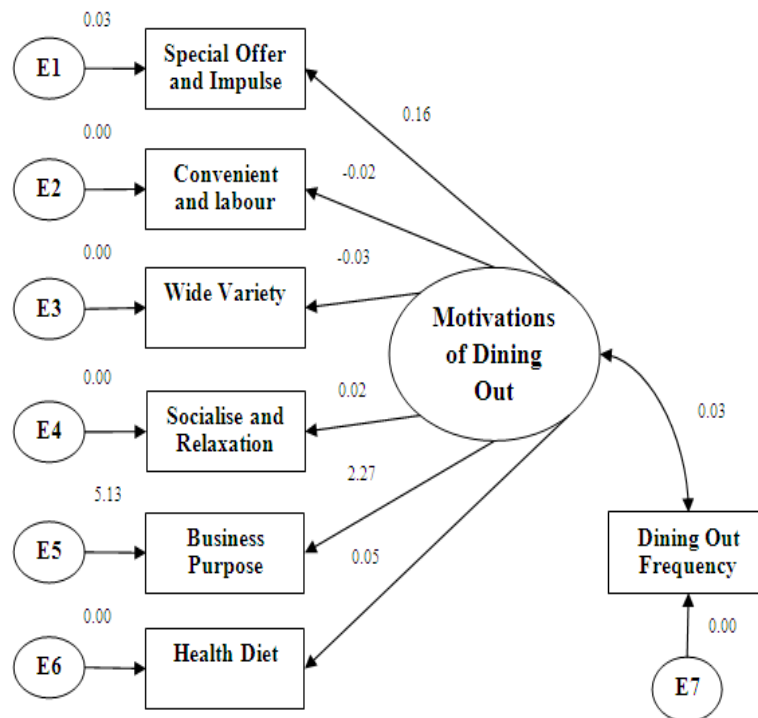 0.03
E1
Special Offer
and Impulse
0.16
0.00
E2
Convenient
and labour
-0.02
0.00
E3
Wide Variety
-0.03
Motivations
of Dining
Out
0.00
E4
Socialise and
Relaxation
0.02
0.03
5.13
E5
Business
Purpose
2.27
0.05
Dining Out
Frequency
0.00
E6
Health Diet
0.00
E7